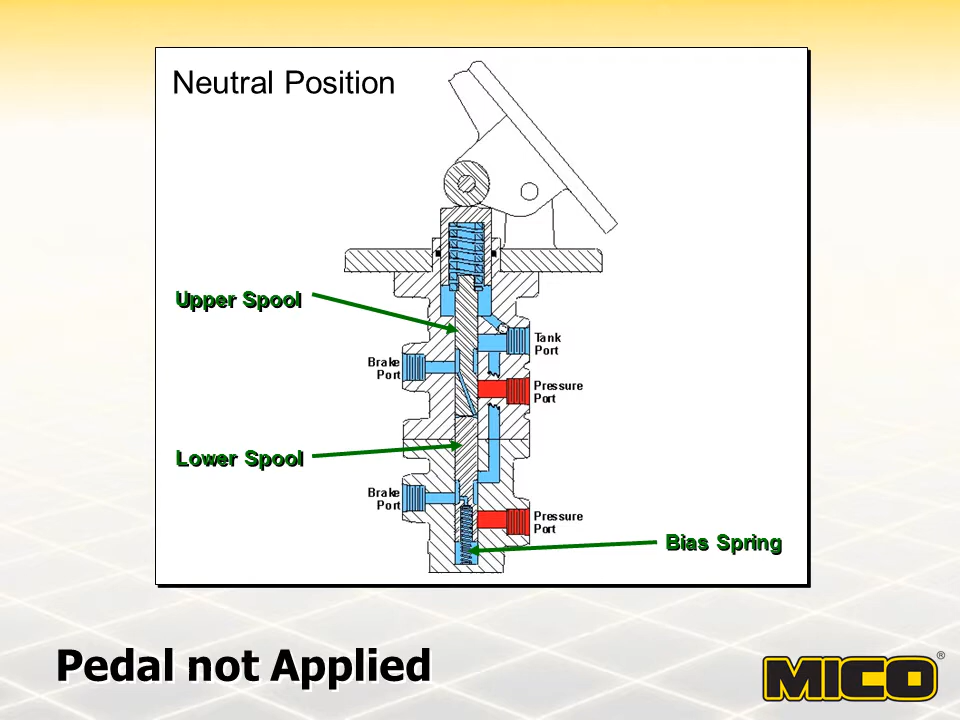 Neutral Position
Upper Spool
Tank
Port
Brake
Port
Pressure
Port
Lower Spool
Brake
Port
Pressure
Port
Bias Spring
Pedal not Applied
MICO®